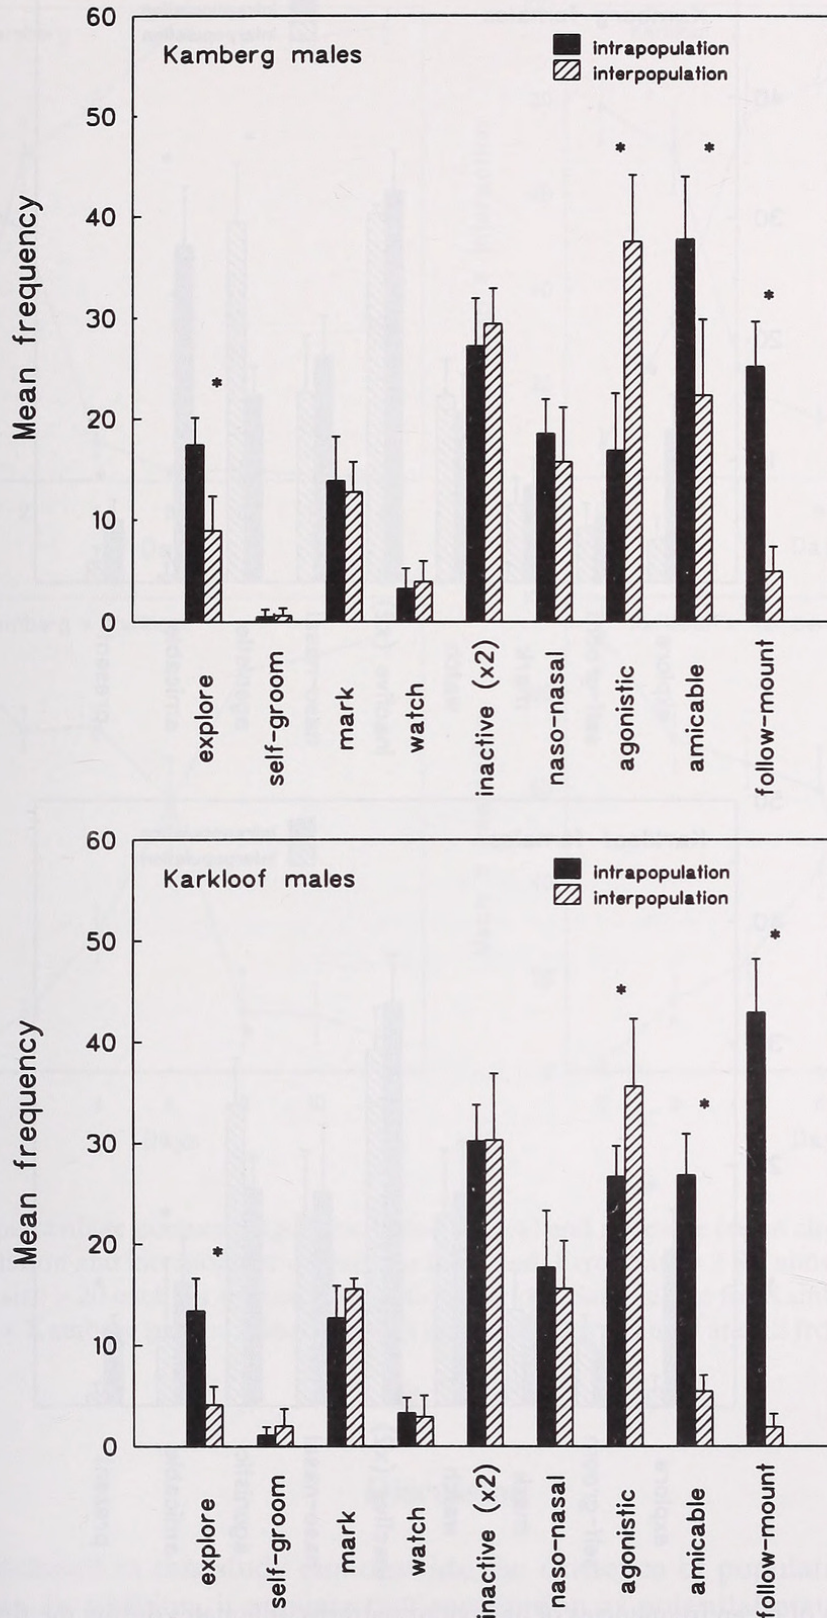 60
Kamberg males
intrapopulation
interpopulation
50
40
30
20
10
0
Mean frequency
*
*
*
*
explore
self-groom
mark
watch
inactive (x2)
naso-nasal
agonistic
amicable
follow-mount
60
Karkloof males
intrapopulation
interpopulation
50
40
30
20
10
0
Mean frequency
*
*
*
*
explore
self-groom
mark
watch
inactive (x2)
naso-nasal
agonistic
amicable
follow-mount